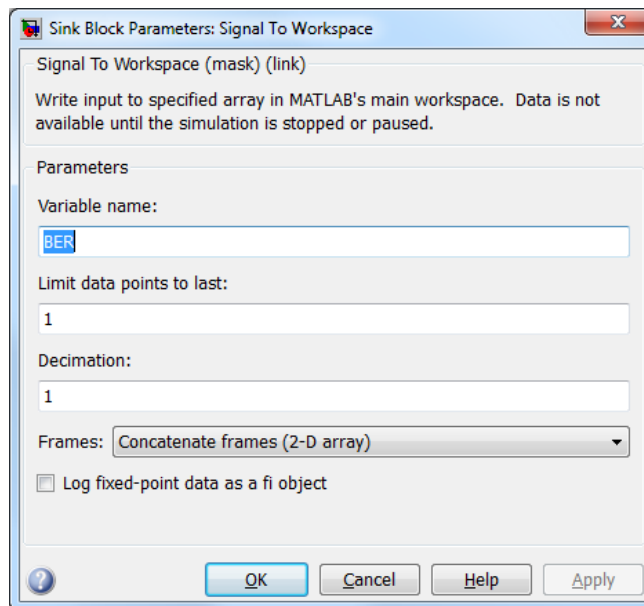 Sink Block Parameters: Signal To Workspace
Signal To Workspace (mask) (link)
Write input to specified array in MATLAB's main workspace.  Data is not
available until the simulation is stopped or paused.
Parameters
Variable name:
BER
Limit data points to last:
1
Decimation:
1
Frames: Concatenate frames (2-D array)
Log fixed-point data as a fi object
OK Cancel Help Apply